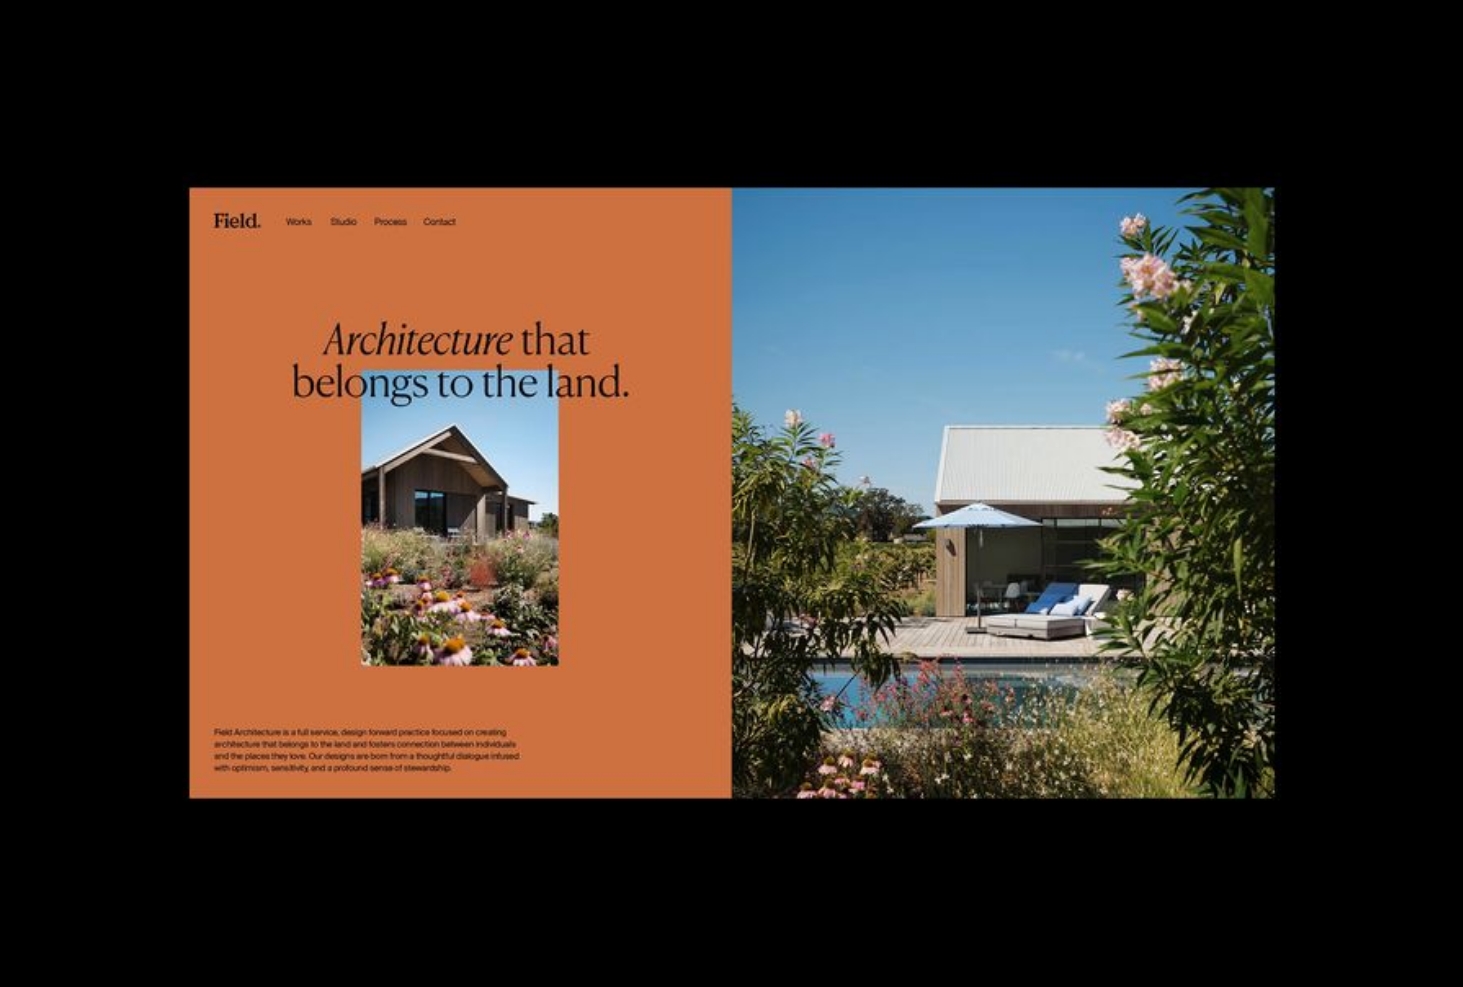 Field.
Works Studio Process Contact
Architecture that
belongs to the land.
Field Architecture is a full service, design forward practice focused on creating
architecture that belongs to the land and fosters connection between individuals
and the places they love. Our designs are born from a thoughtful dialogue infused
with optimism, sensitivity, and a profound sense of stewardship.